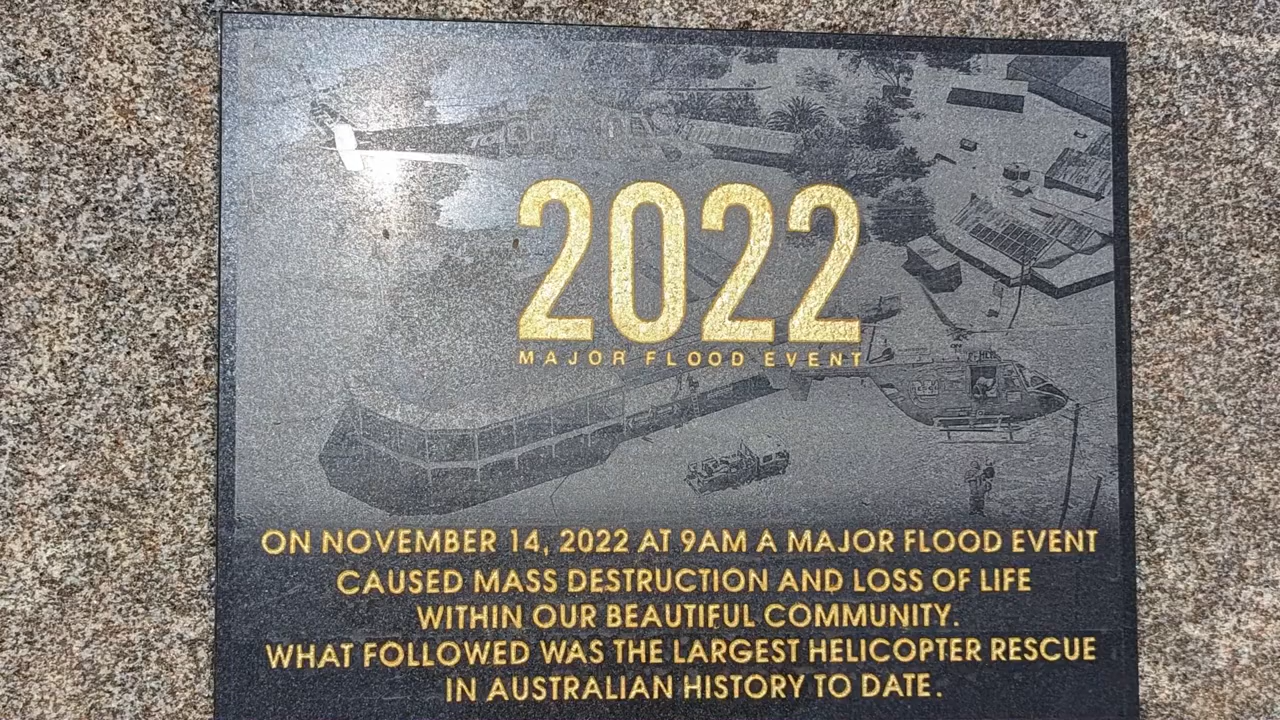 2022
MAJOR FLOOD EVENT
ON NOVEMBER 14, 2022 AT 9AM A MAJOR FLOOD EVENT
CAUSED MASS DESTRUCTION AND LOSS OF LIFE
WITHIN OUR BEAUTIFUL COMMUNITY.
WHAT FOLLOWED WAS THE LARGEST HELICOPTER RESCUE
IN AUSTRALIAN HISTORY TO DATE.